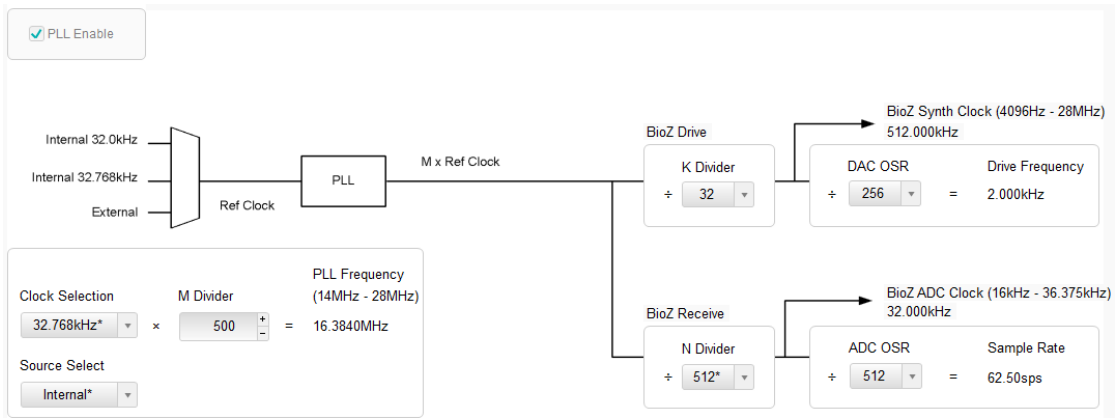 PLL Enable
Internal 32.0kHz
Internal 32.768kHz
External
Ref Clock
PLL
M x Ref Clock
BioZ Drive
K Divider
÷ 32
BioZ Synth Clock (4096Hz - 28MHz)
512.000kHz
DAC OSR Drive Frequency
÷ 256 = 2.000kHz
Clock Selection M Divider PLL Frequency
(14MHz - 28MHz)
32.768kHz* × 500 + − = 16.3840MHz
Source Select
Internal*
BioZ Receive
N Divider
÷ 512*
BioZ ADC Clock (16kHz - 36.375kHz)
32.000kHz
ADC OSR Sample Rate
÷ 512 = 62.50sps